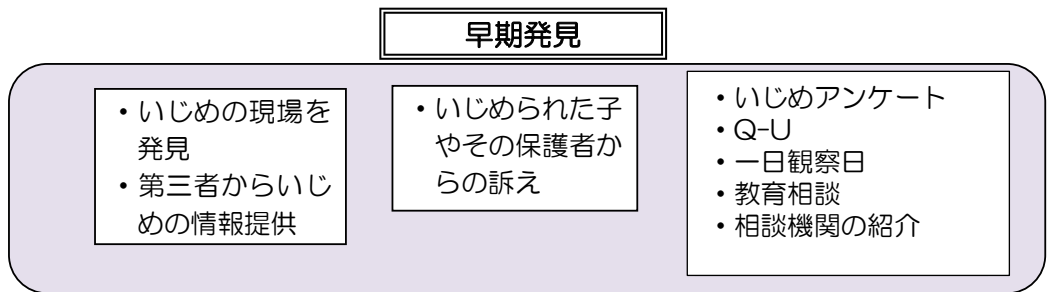 早期発見
・いじめの現場を
発見
・第三者からいじ
めの情報提供
・いじめられた子
やその保護者か
らの訴え
・いじめアンケート
・Q-U
・一日観察日
・教育相談
・相談機関の紹介